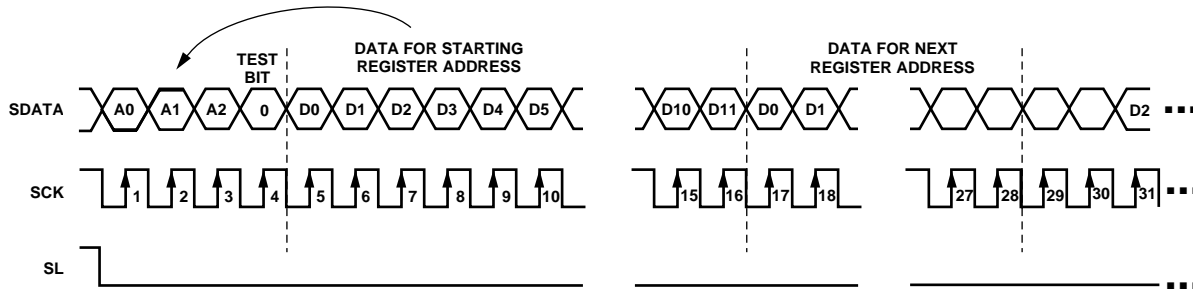 TEST
BIT
DATA FOR STARTING
REGISTER ADDRESS
DATA FOR NEXT
REGISTER ADDRESS
SDATA A0 A1 A2 0 D0 D1 D2 D3 D4 D5 D10 D11 D0 D1 D2
SCK 1 2 3 4 5 6 7 8 9 10 15 16 17 18 27 28 29 30 31
SL